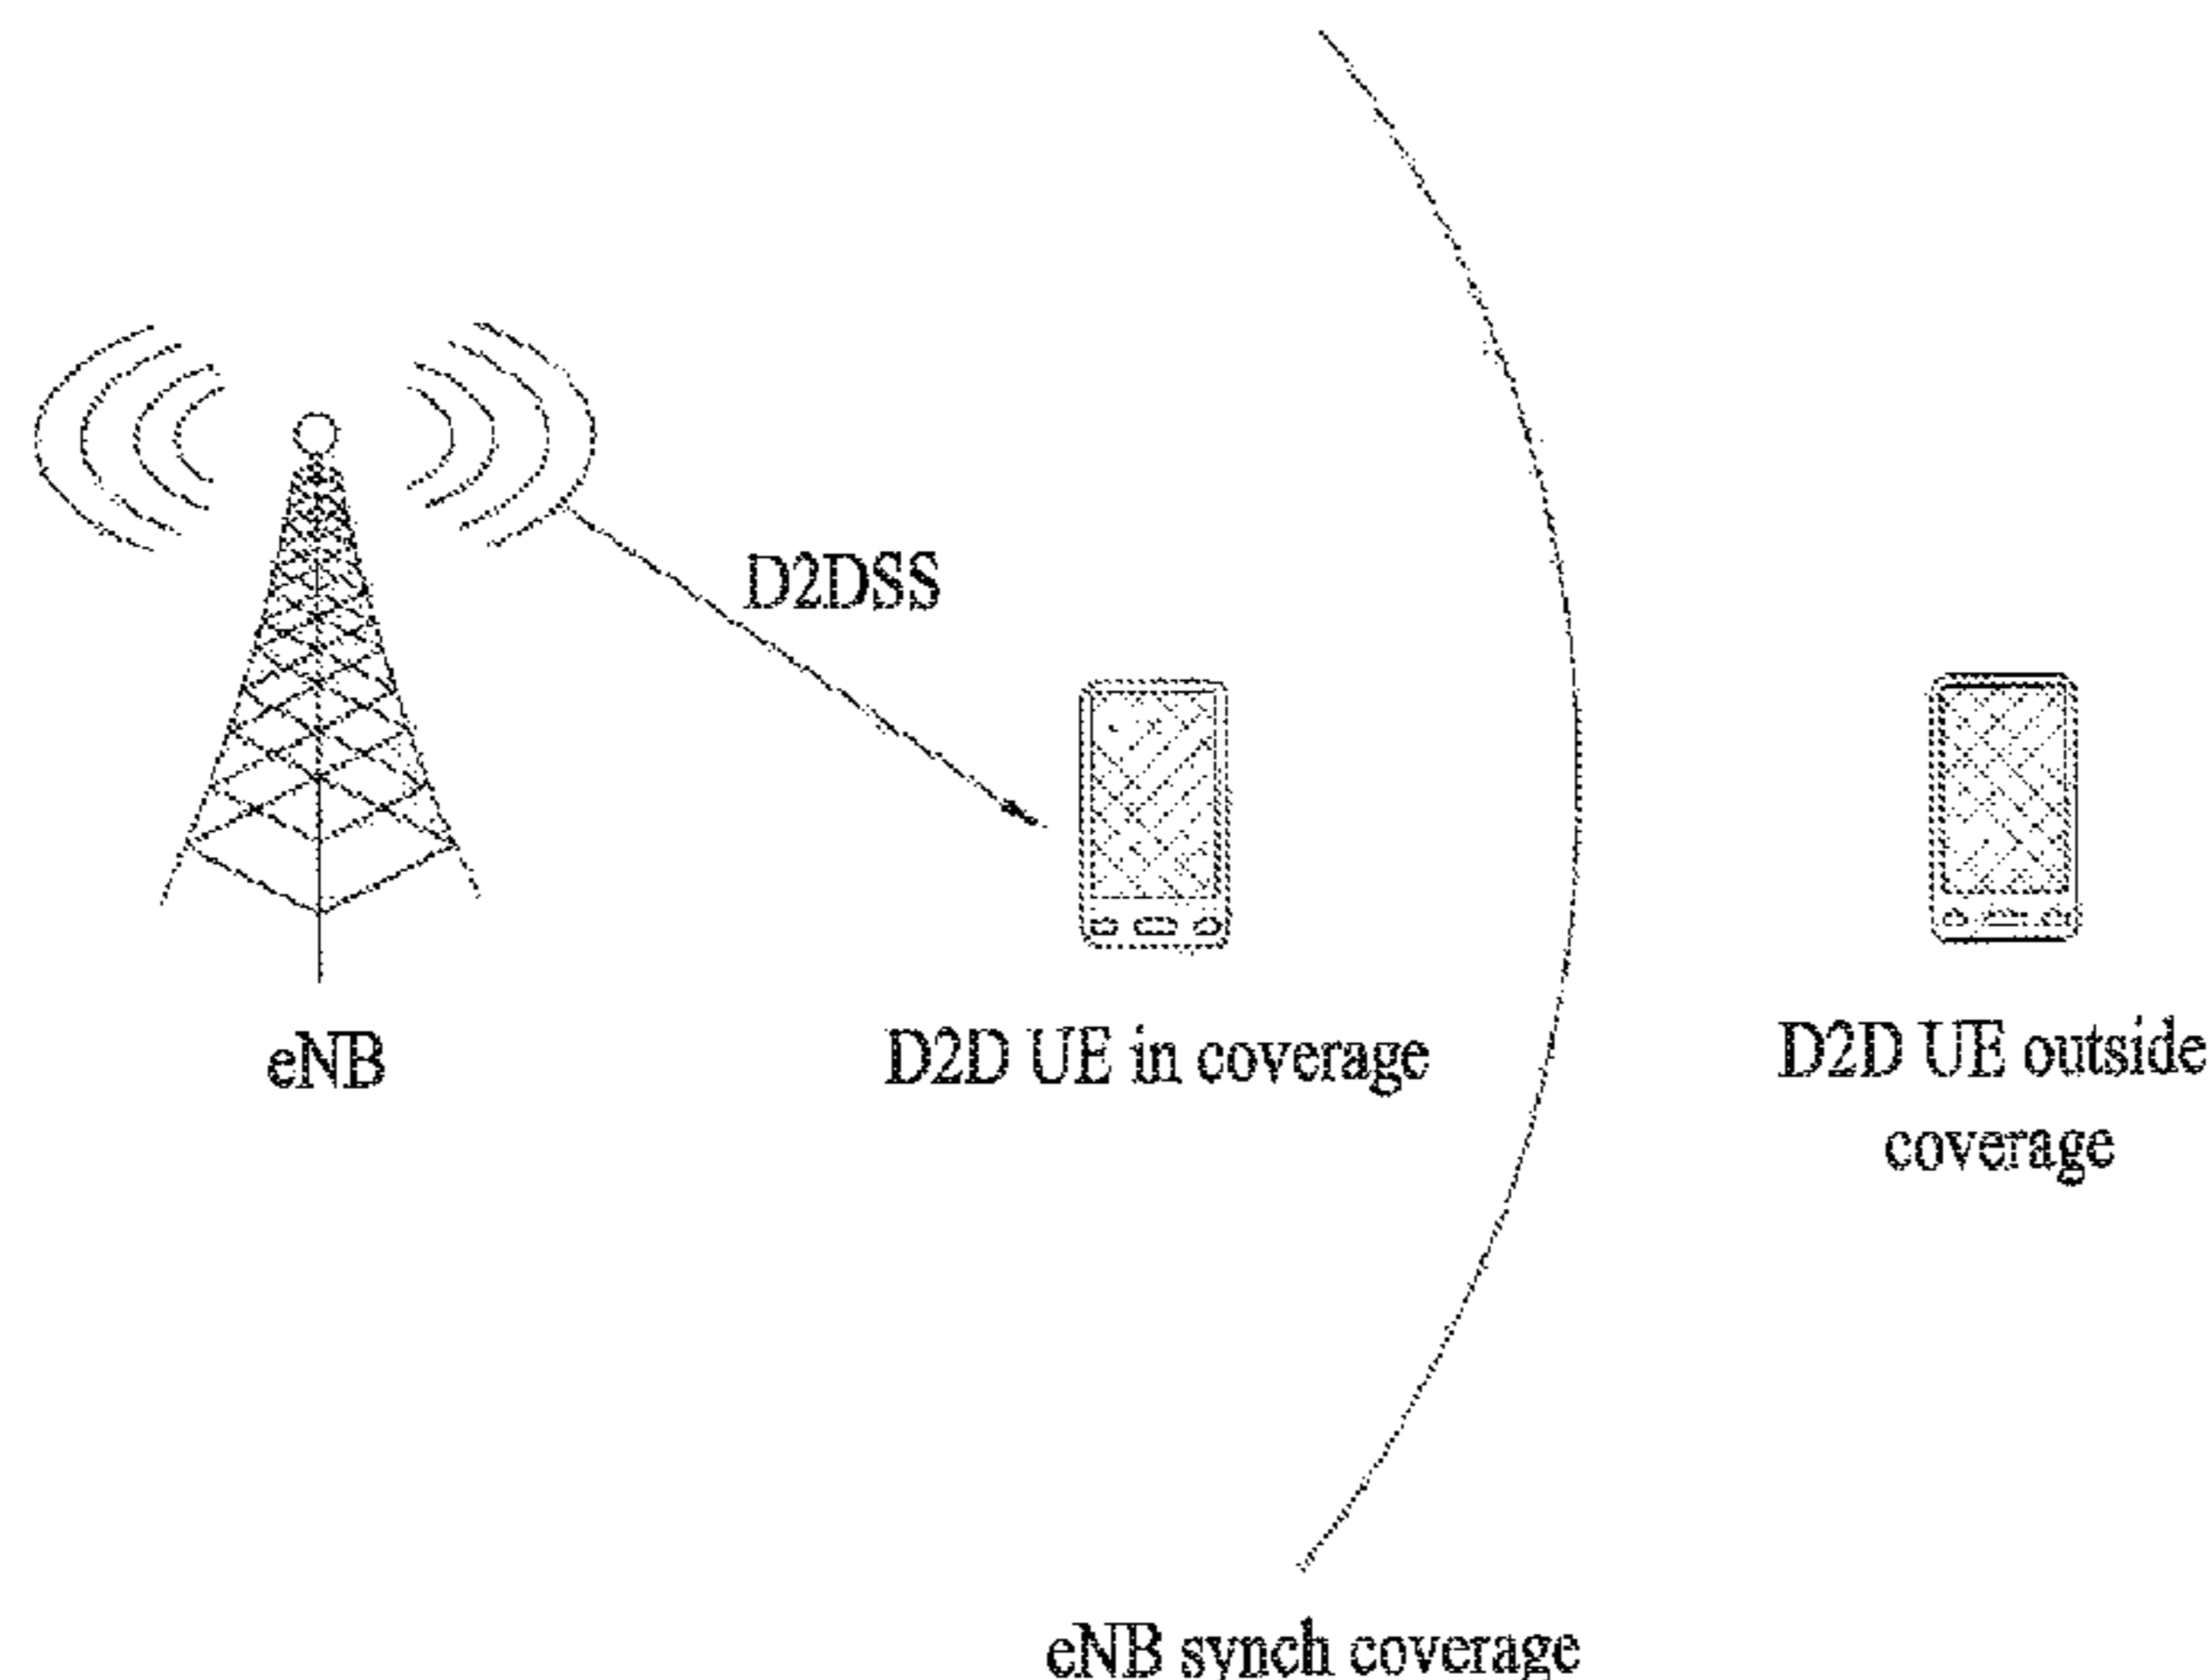 D2DSS
eNB
D2D UE in coverage
D2D UE outside
coverage
eNB synch coverage